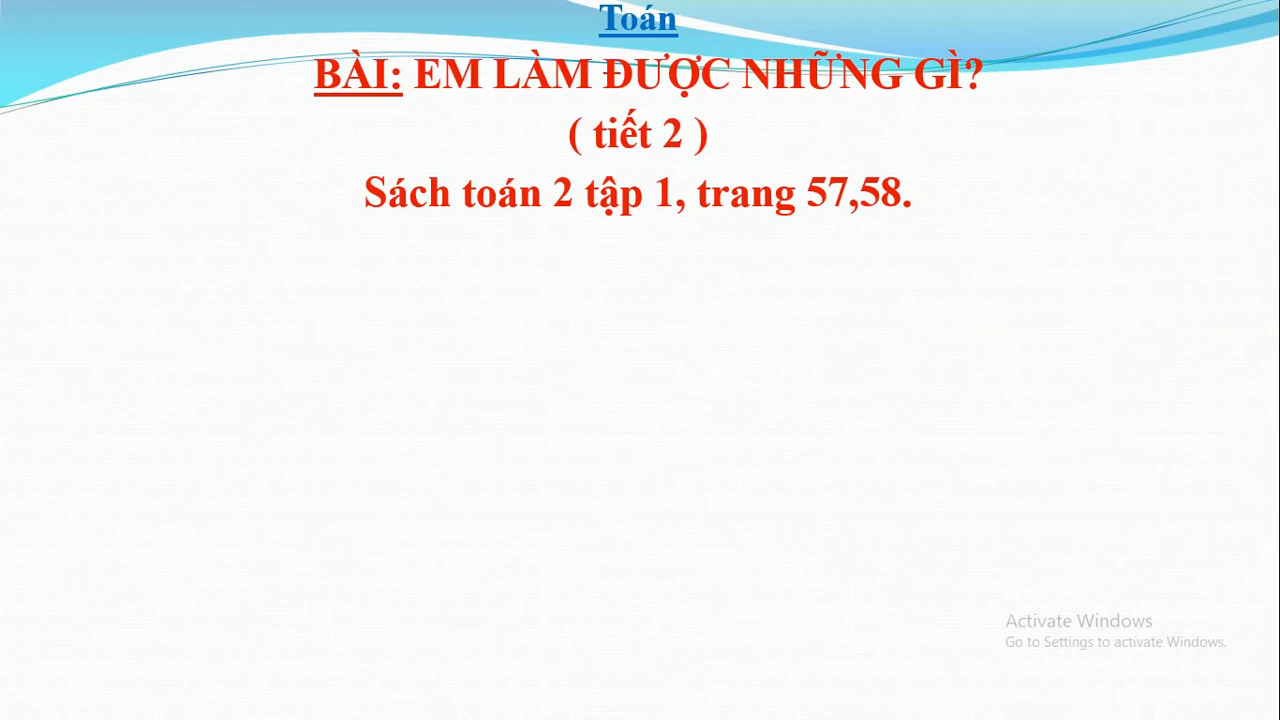 Toán
BÀI: EM LÀM ĐƯỢC NHỮNG GÌ?
( tiết 2 )
Sách toán 2 tập 1, trang 57,58.
Activate Windows
Go to Settings to activate Windows.